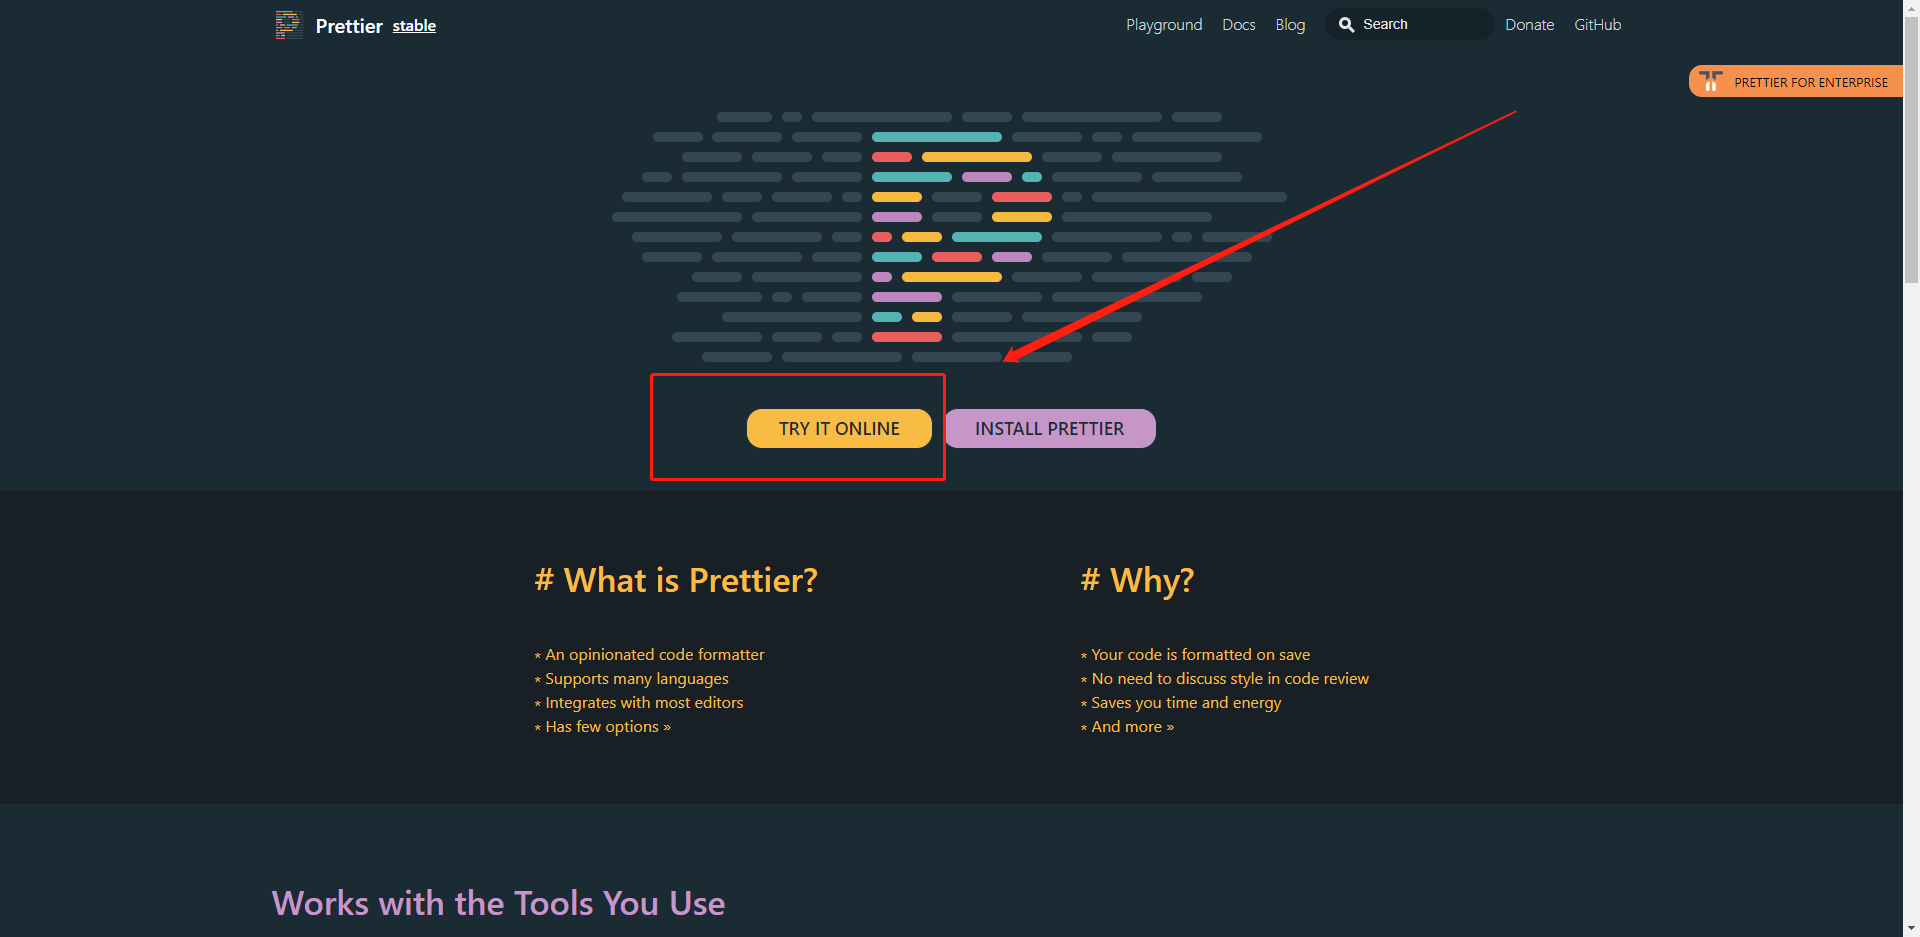 Prettier stable
Playground Docs Blog Search Donate GitHub
PRETTIER FOR ENTERPRISE
TRY IT ONLINE
INSTALL PRETTIER
# What is Prettier?
* An opinionated code formatter
* Supports many languages
* Integrates with most editors
* Has few options »
# Why?
* Your code is formatted on save
* No need to discuss style in code review
* Saves you time and energy
* And more »
Works with the Tools You Use